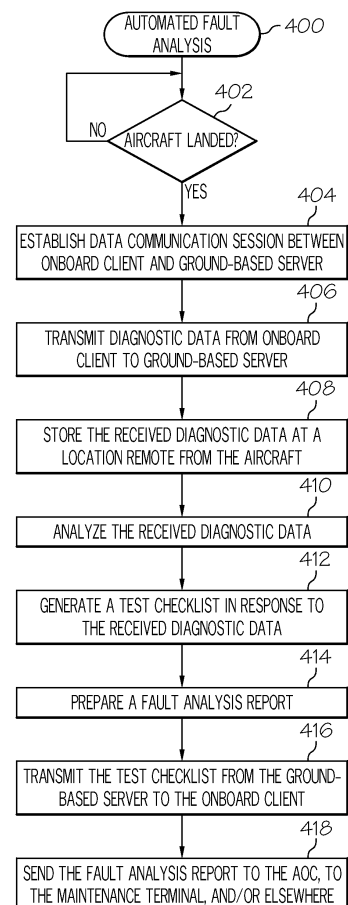 AUTOMATED FAULT
ANALYSIS
400
402
AIRCRAFT LANDED?
NO
YES
404
ESTABLISH DATA COMMUNICATION SESSION BETWEEN
ONBOARD CLIENT AND GROUND-BASED SERVER
406
TRANSMIT DIAGNOSTIC DATA FROM ONBOARD
CLIENT TO GROUND-BASED SERVER
408
STORE THE RECEIVED DIAGNOSTIC DATA AT A
LOCATION REMOTE FROM THE AIRCRAFT
410
ANALYZE THE RECEIVED DIAGNOSTIC DATA
412
GENERATE A TEST CHECKLIST IN RESPONSE TO
THE RECEIVED DIAGNOSTIC DATA
414
PREPARE A FAULT ANALYSIS REPORT
416
TRANSMIT THE TEST CHECKLIST FROM THE GROUND-
BASED SERVER TO THE ONBOARD CLIENT
418
SEND THE FAULT ANALYSIS REPORT TO THE AOC, TO
THE MAINTENANCE TERMINAL, AND/OR ELSEWHERE